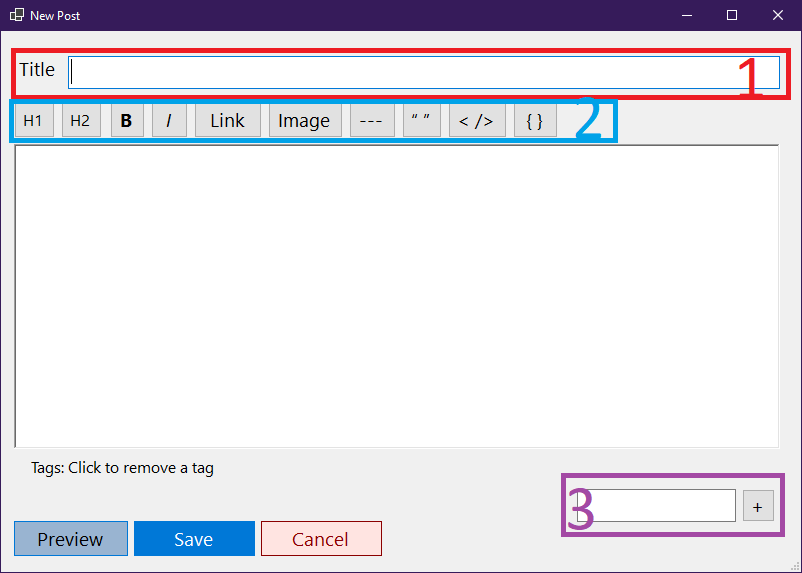 New Post
Title 1
H1 H2 B I Link Image --- “ ” < /> { } 2
Tags: Click to remove a tag
3 +
Preview Save Cancel